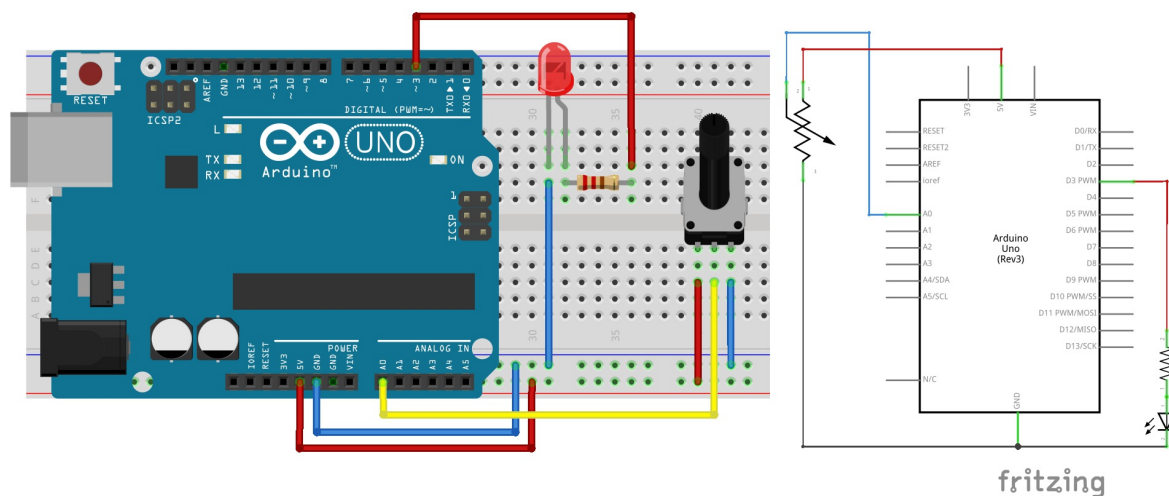 RESET
ICSP2
AREF
GND
13
12
~11
~10
~9
8
7
~6
~5
4
~3
2
TXD▶1
RXD◀0
DIGITAL (PWM=~)
L
TX
RX
Arduino™
UNO
ON
1
ICSP
IOREF
RESET
3V3
5V
GND
GND
VIN
POWER
ANALOG IN
A0
A1
A2
A3
A4
A5
30
35
30
35
F
E
D
C
B
A
3V3
5V
VIN
RESET
RESET2
AREF
ioref
A0
A1
A2
A3
A4/SDA
A5/SCL
N/C
D0/RX
D1/TX
D2
D3 PWM
D4
D5 PWM
D6 PWM
D7
D8
D9 PWM
D10 PWM/SS
D11 PWM/MOSI
D12/MISO
D13/SCK
Arduino
Uno
(Rev3)
GND
fritzing